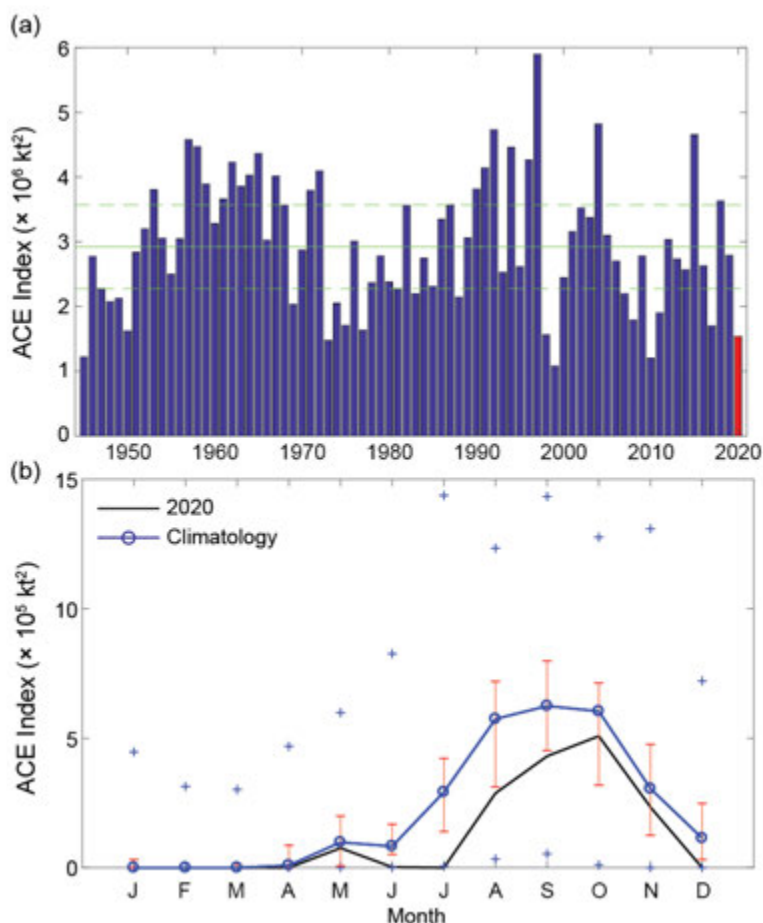 (a)
ACE Index (× 10⁶ kt²)
6
5
4
3
2
1
0
1950 1960 1970 1980 1990 2000 2010 2020
(b)
ACE Index (× 10⁵ kt²)
15
10
5
0
2020
Climatology
J F M A M J J A S O N D
Month